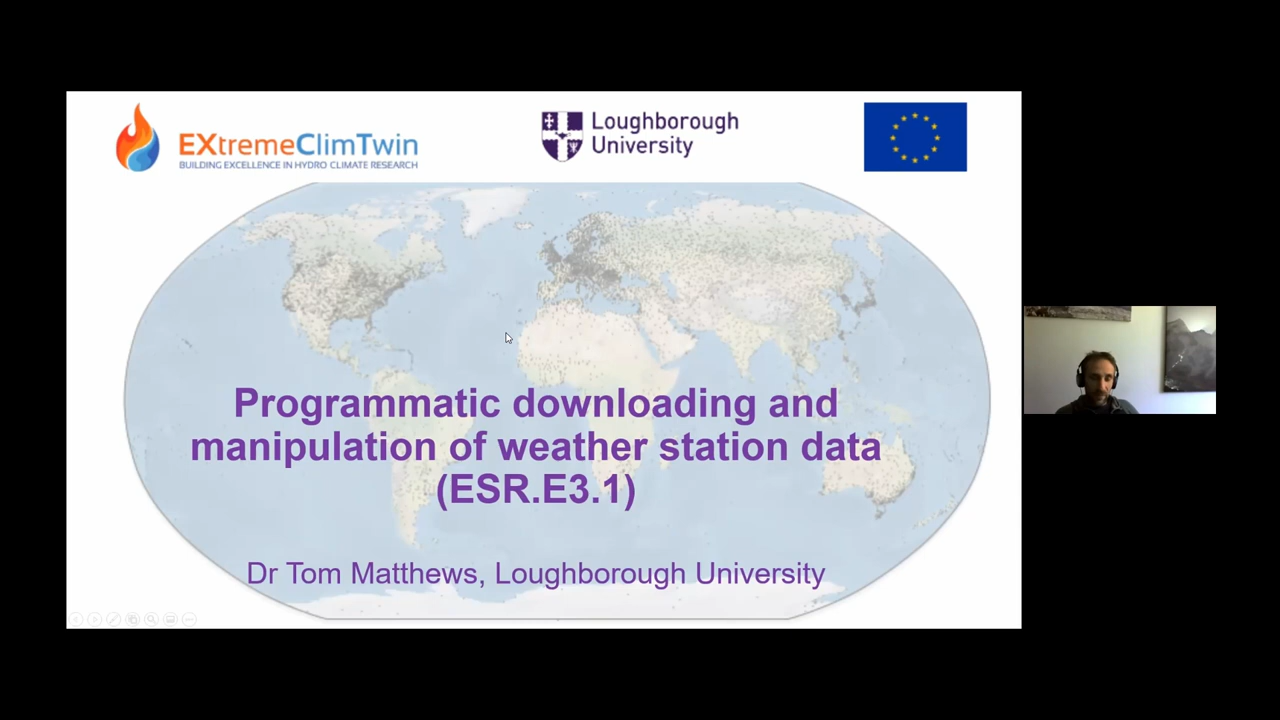 EXtremeClimTwin
BUILDING EXCELLENCE IN HYDRO CLIMATE RESEARCH
Loughborough
University
Programmatic downloading and
manipulation of weather station data
(ESR.E3.1)
Dr Tom Matthews, Loughborough University